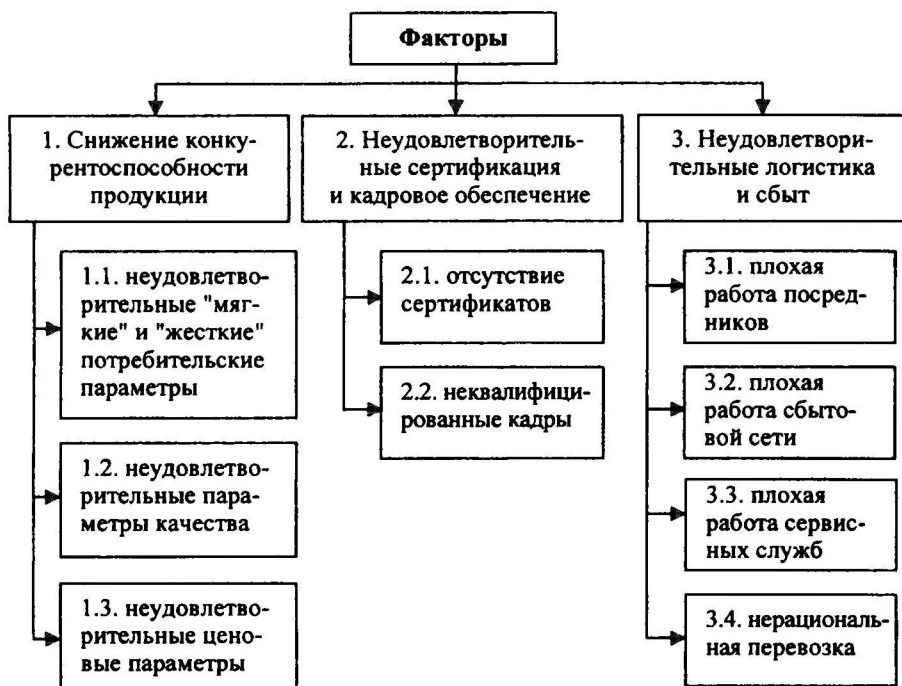 Факторы
1. Снижение конку-
рентоспособности
продукции
1.1. неудовлетво-
рительные "мяг-
кие" и "жесткие"
потребительские
параметры
1.2. неудовлетво-
рительные пара-
метры качества
1.3. неудовлетво-
рительные цено-
вые параметры
2. Неудовлетворитель-
ные сертификация
и кадровое обеспечение
2.1. отсутствие
сертификатов
2.2. неквалифици-
рованные кадры
3. Неудовлетвори-
тельные логистика
и сбыт
3.1. плохая
работа посред-
ников
3.2. плохая
работа сбыто-
вой сети
3.3. плохая
работа сервис-
ных служб
3.4. нерациональ-
ная перевозка